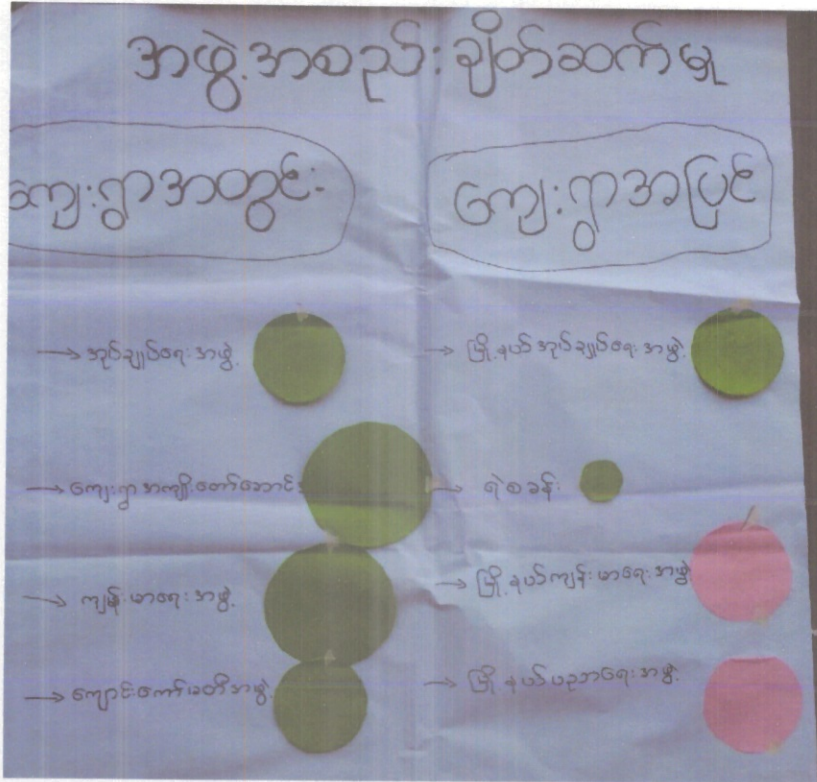 အဖွဲ့အစည်းချိတ်ဆက်မှု
ကျေးရွာအတွင်း
ကျေးရွာအပြင်
→ အုပ်ချုပ်ရေးအဖွဲ့
→ ကျေးရွာအကျိုးတော်ဆောင်
→ ကျန်းမာရေးအဖွဲ့
→ ကျောင်းကော်မတီအဖွဲ့
→ မြို့နယ်အုပ်ချုပ်ရေးအဖွဲ့
→ ရဲစခန်း
→ မြို့နယ်ကျန်းမာရေးအဖွဲ့
→ မြို့နယ်ပညာရေးအဖွဲ့